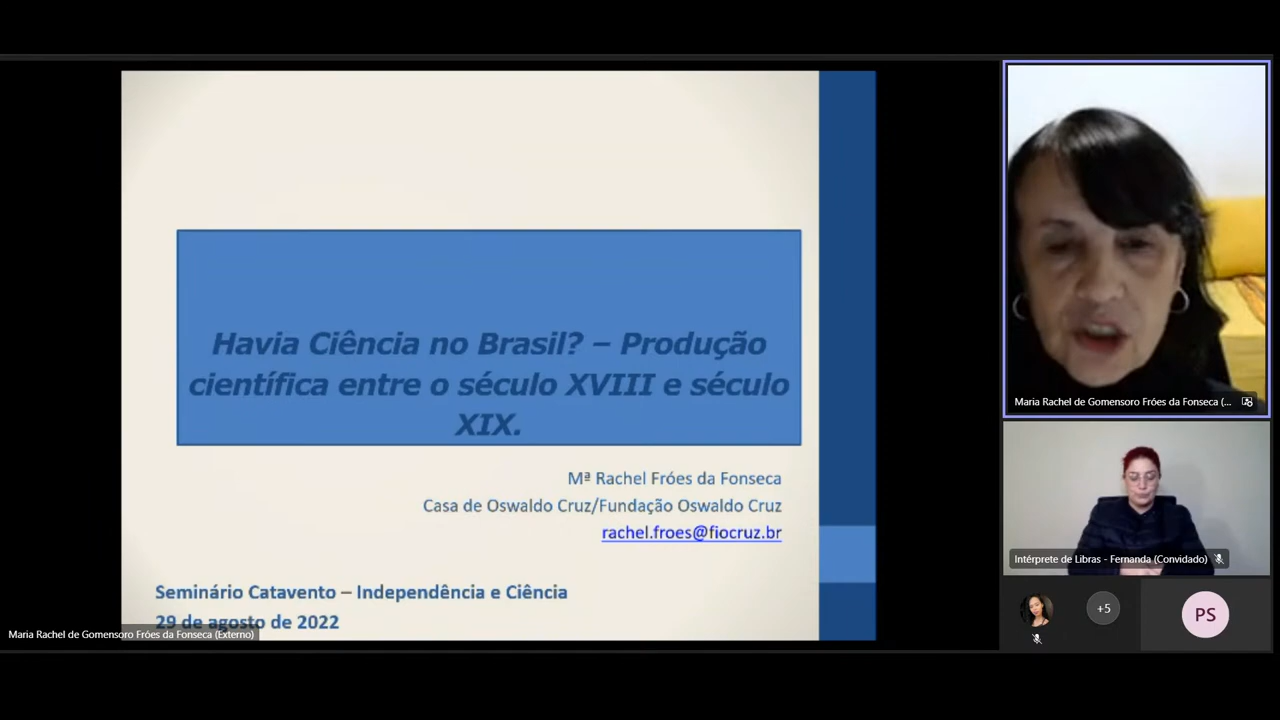 Havia Ciência no Brasil? – Produção
científica entre o século XVIII e século
XIX.
Mª Rachel Fróes da Fonseca
Casa de Oswaldo Cruz/Fundação Oswaldo Cruz
rachel.froes@fiocruz.br
Seminário Catavento – Independência e Ciência
29 de agosto de 2022
Maria Rachel de Gomensoro Fróes da Fonseca (Externo)
Maria Rachel de Gomensoro Fróes da Fonseca (...
Intérprete de Libras - Fernanda (Convidado)
+5
PS